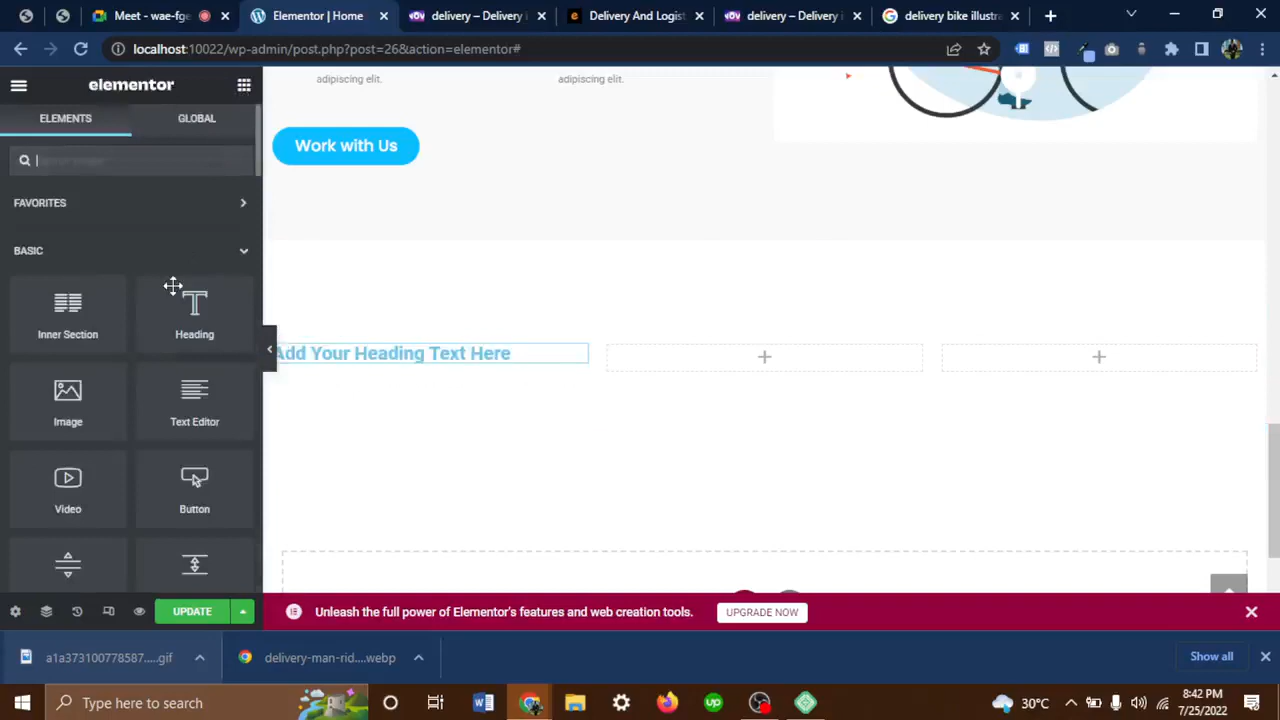 Meet - wae-fge
Elementor | Home
delivery – Delivery i
Delivery And Logist
delivery – Delivery i
delivery bike illustra
localhost:10022/wp-admin/post.php?post=26&action=elementor#
elementor
ELEMENTS
GLOBAL
FAVORITES
BASIC
Inner Section
Heading
Image
Text Editor
Video
Button
UPDATE
adipiscing elit.
adipiscing elit.
Work with Us
Add Your Heading Text Here
Unleash the full power of Elementor's features and web creation tools.
UPGRADE NOW
a1a373100778587.....gif
delivery-man-rid....webp
Show all
Type here to search
30°C
8:42 PM
7/25/2022